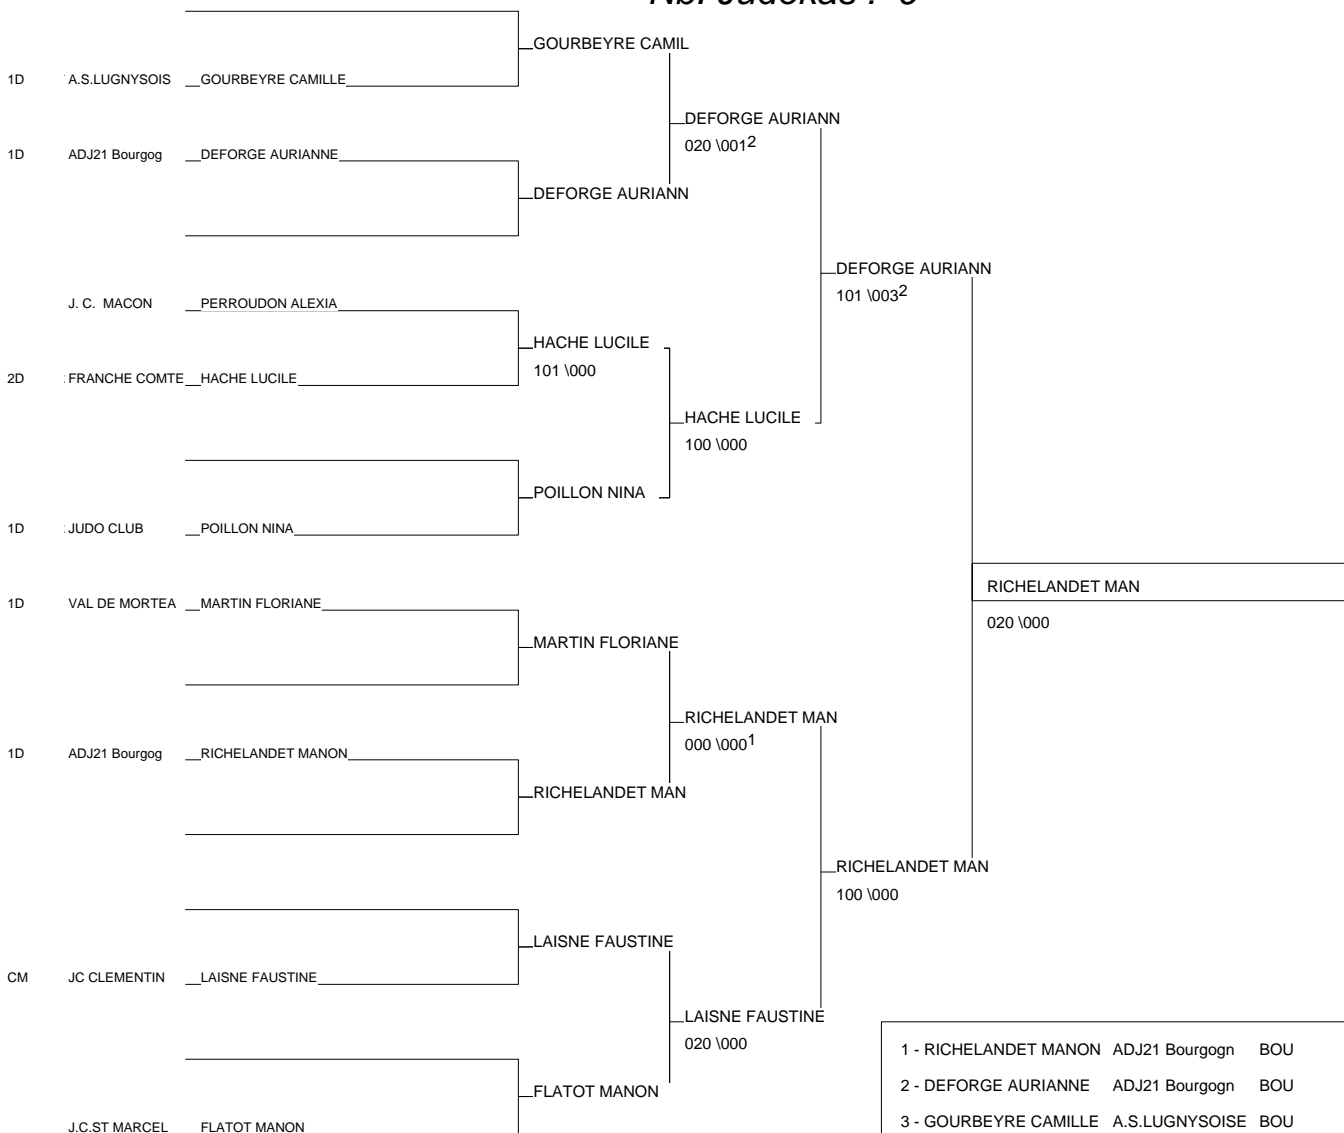 GOURBEYRE CAMIL
1D A.S.LUGNYSOIS GOURBEYRE CAMILLE
DEFORGE AURIANN
020 \001 2
1D ADJ21 Bourgog DEFORGE AURIANNE
DEFORGE AURIANN
DEFORGE AURIANN
101 \003 2
J. C. MACON PERROUDON ALEXIA
HACHE LUCILE
101 \000
2D FRANCHE COMTE HACHE LUCILE
HACHE LUCILE
100 \000
POILLON NINA
1D JUDO CLUB POILLON NINA
RICHELANDET MAN
020 \000
1D VAL DE MORTEA MARTIN FLORIANE
MARTIN FLORIANE
RICHELANDET MAN
000 \000 1
1D ADJ21 Bourgog RICHELANDET MANON
RICHELANDET MAN
RICHELANDET MAN
100 \000
LAISNE FAUSTINE
CM JC CLEMENTIN LAISNE FAUSTINE
LAISNE FAUSTINE
020 \000
FLATOT MANON
J.C.ST MARCEL FLATOT MANON
1 - RICHELANDET MANON ADJ21 Bourgogn BOU
2 - DEFORGE AURIANNE ADJ21 Bourgogn BOU
3 - GOURBEYRE CAMILLE A.S.LUGNYSOISE BOU